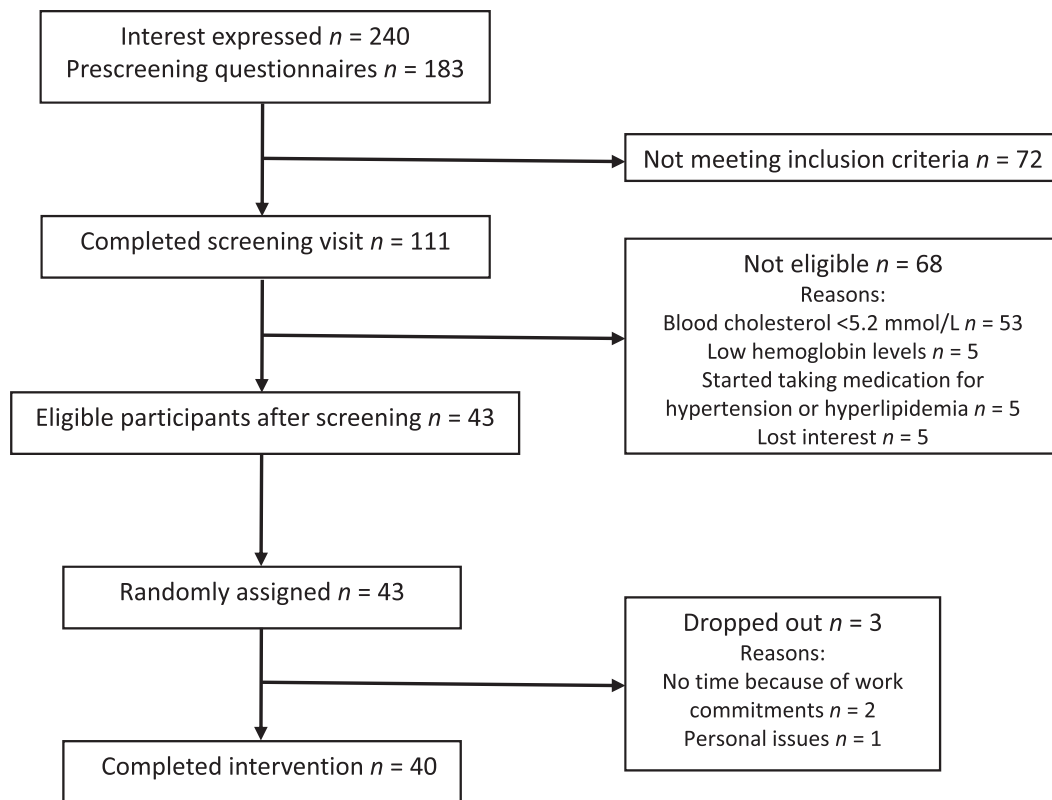 Interest expressed n = 240
Prescreening questionnaires n = 183
Not meeting inclusion criteria n = 72
Completed screening visit n = 111
Not eligible n = 68
Reasons:
Blood cholesterol <5.2 mmol/L n = 53
Low hemoglobin levels n = 5
Started taking medication for
hypertension or hyperlipidemia n = 5
Lost interest n = 5
Eligible participants after screening n = 43
Randomly assigned n = 43
Dropped out n = 3
Reasons:
No time because of work
commitments n = 2
Personal issues n = 1
Completed intervention n = 40